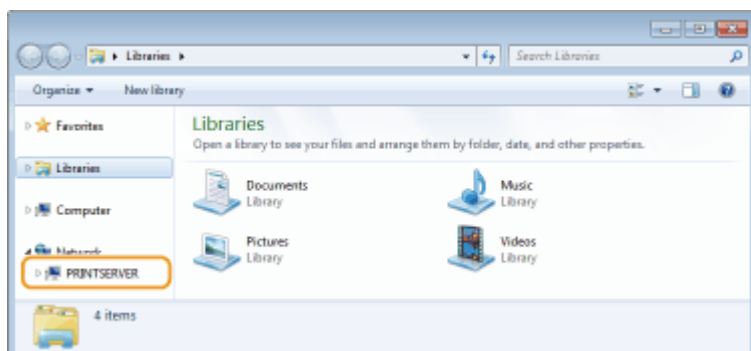 Libraries
Search Libraries
Organize
New library
Favorites
Libraries
Computer
Network
PRINTSERVER
Libraries
Open a library to see your files and arrange them by folder, date, and other properties.
Documents
Library
Music
Library
Pictures
Library
Videos
Library
4 items